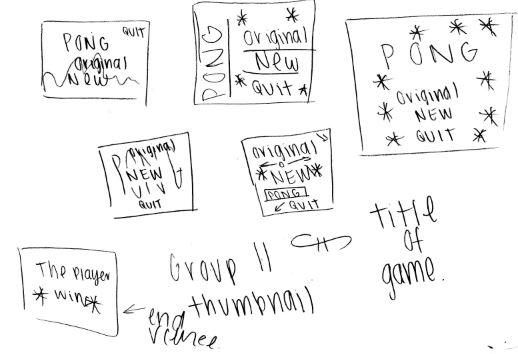 PONG
QUIT
original
New
PONG
original
New
QUIT
PONG
original
NEW
QUIT
original
NEW
QUIT
original
NEW
PONG
QUIT
The player
wins
Group 11
thumbnail
title
of
game.
end